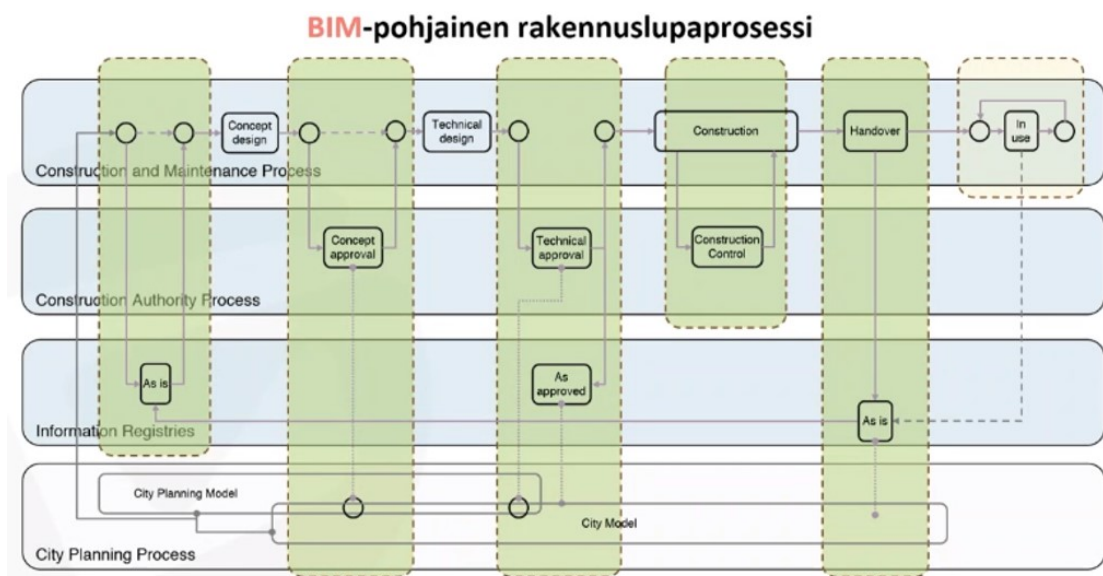 BIM-pohjainen rakennuslupaprosessi
Concept
design
Technical
design
Construction
Handover
In
use
Construction and Maintenance Process
Concept
approval
Technical
approval
Construction
Control
Construction Authority Process
As is
As
approved
As is
Information Registries
City Planning Model
City Model
City Planning Process